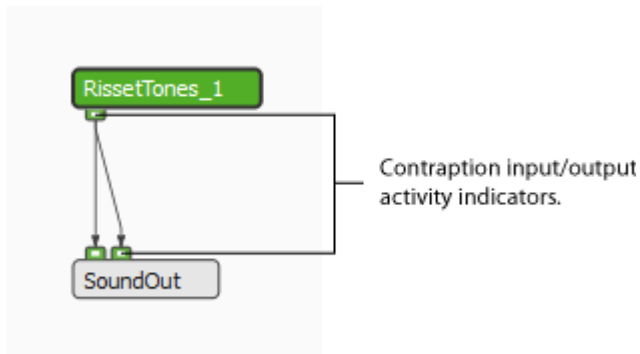 RissetTones_1
Contraption input/output
activity indicators.
SoundOut